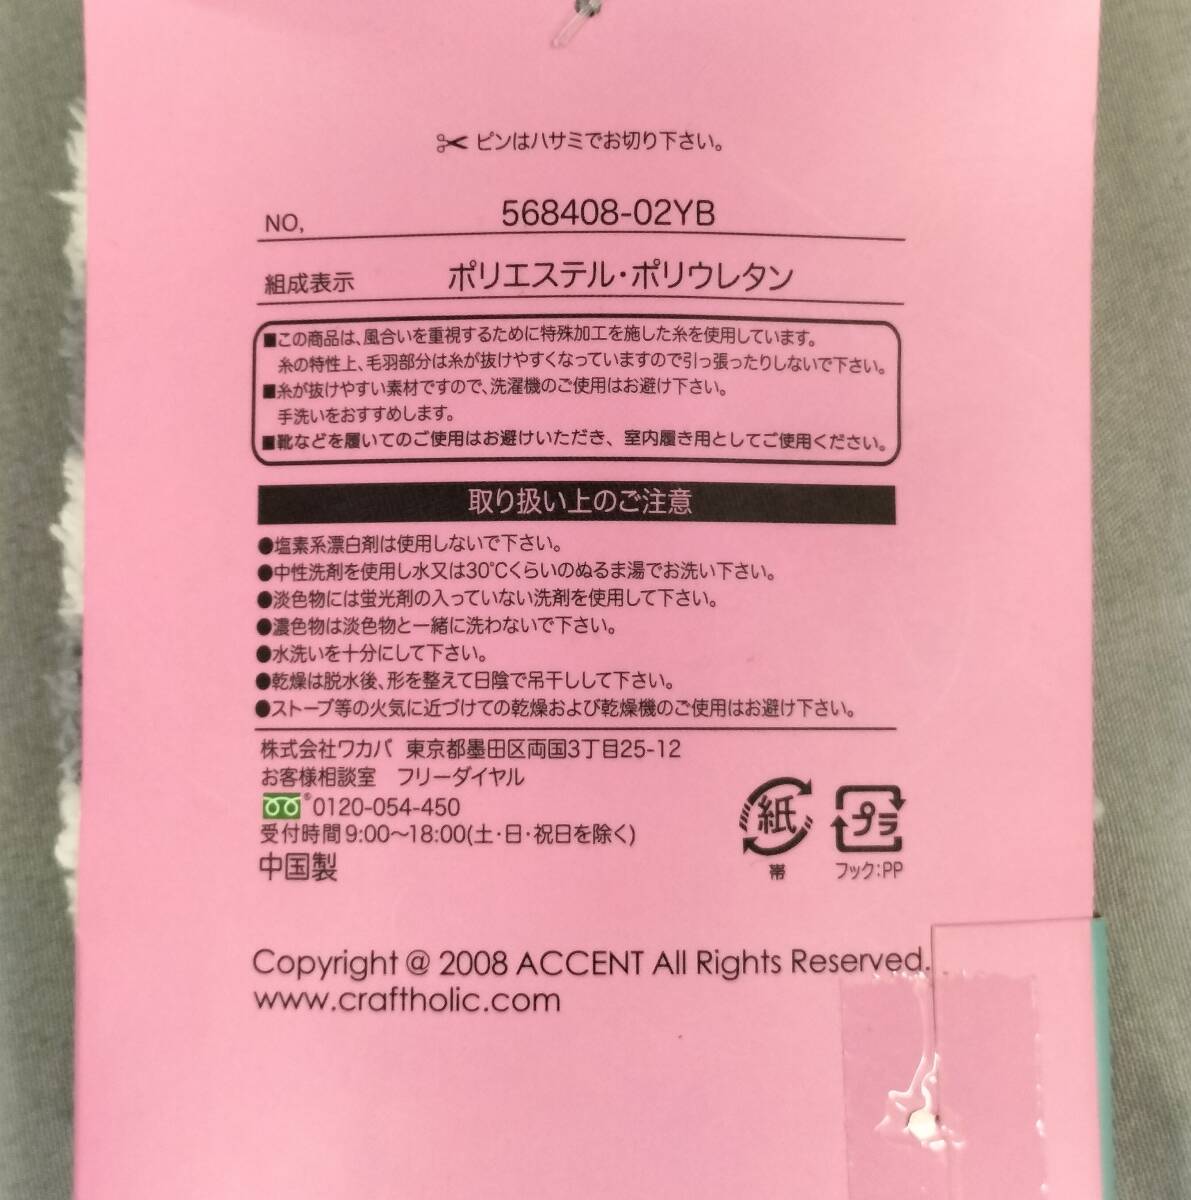 ピンはハサミでお切り下さい。
NO, 568408-02YB
組成表示 ポリエステル・ポリウレタン
■この商品は、風合いを重視するために特殊加工を施した糸を使用しています。
糸の特性上、毛羽部分は糸が抜けやすくなっていますので引っ張ったりしないで下さい。
■糸が抜けやすい素材ですので、洗濯機のご使用はお避け下さい。
手洗いをおすすめします。
■靴などを履いてのご使用はお避けいただき、室内履き用としてご使用ください。
取り扱い上のご注意
●塩素系漂白剤は使用しないで下さい。
●中性洗剤を使用し水又は30℃くらいのぬるま湯でお洗い下さい。
●淡色物には蛍光剤の入っていない洗剤を使用して下さい。
●濃色物は淡色物と一緒に洗わないで下さい。
●水洗いを十分にして下さい。
●乾燥は脱水後、形を整えて日陰で吊干しして下さい。
●ストーブ等の火気に近づけての乾燥および乾燥機のご使用はお避け下さい。
株式会社ワカバ 東京都墨田区両国3丁目25-12
お客様相談室 フリーダイヤル
0120-054-450
受付時間9:00〜18:00(土・日・祝日を除く)
中国製
紙
帯
プラ
フック:PP
Copyright @ 2008 ACCENT All Rights Reserved.
www.craftholic.com